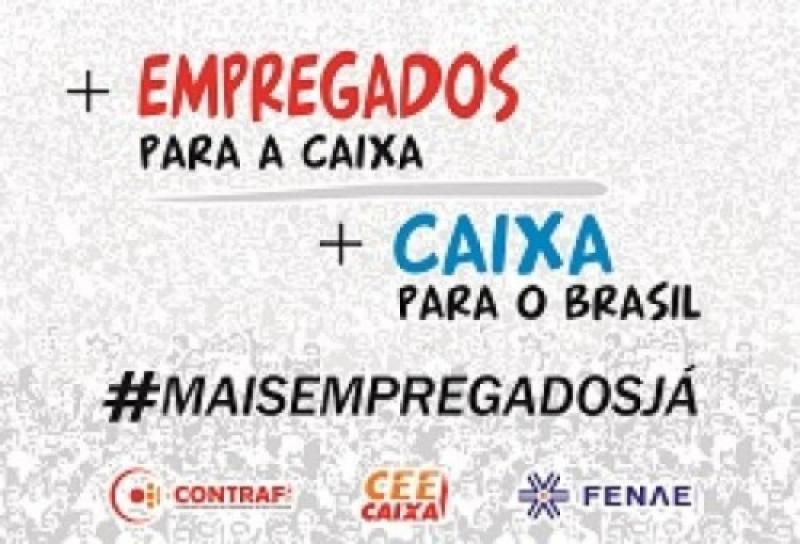 + EMPREGADOS
PARA A CAIXA
+ CAIXA
PARA O BRASIL
#MAISEMPREGADOSJÁ
CONTRAF
CEE
CAIXA
FENAE